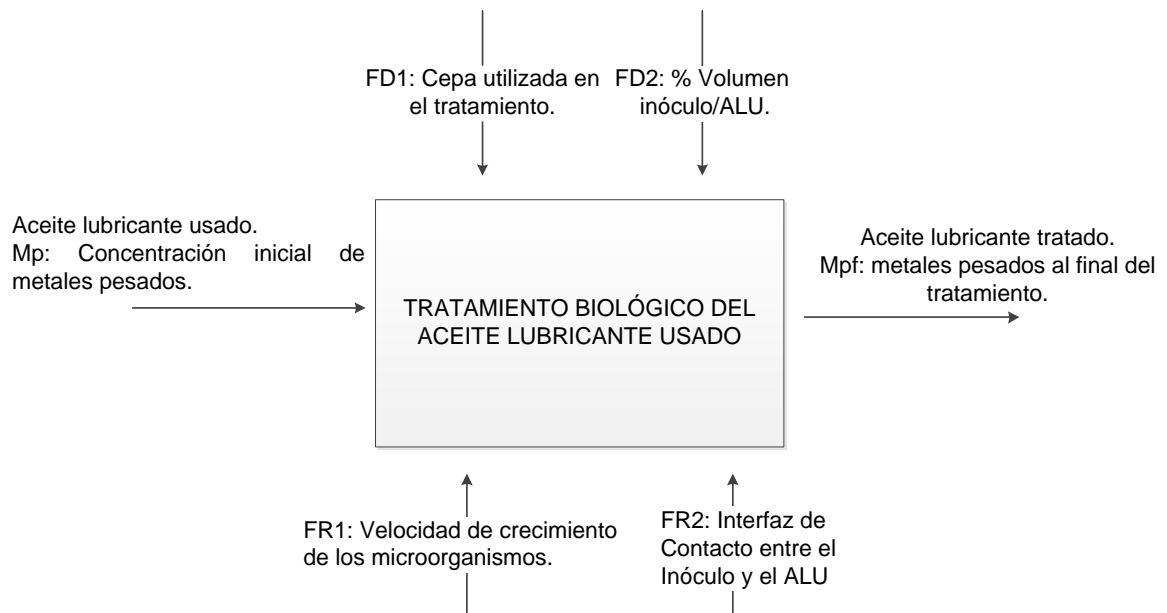 FD1: Cepa utilizada en
el tratamiento.
FD2: % Volumen
inóculo/ALU.
Aceite lubricante usado.
Mp: Concentración inicial de
metales pesados.
TRATAMIENTO BIOLÓGICO DEL
ACEITE LUBRICANTE USADO
Aceite lubricante tratado.
Mpf: metales pesados al final del
tratamiento.
FR1: Velocidad de crecimiento
de los microorganismos.
FR2: Interfaz de
Contacto entre el
Inóculo y el ALU